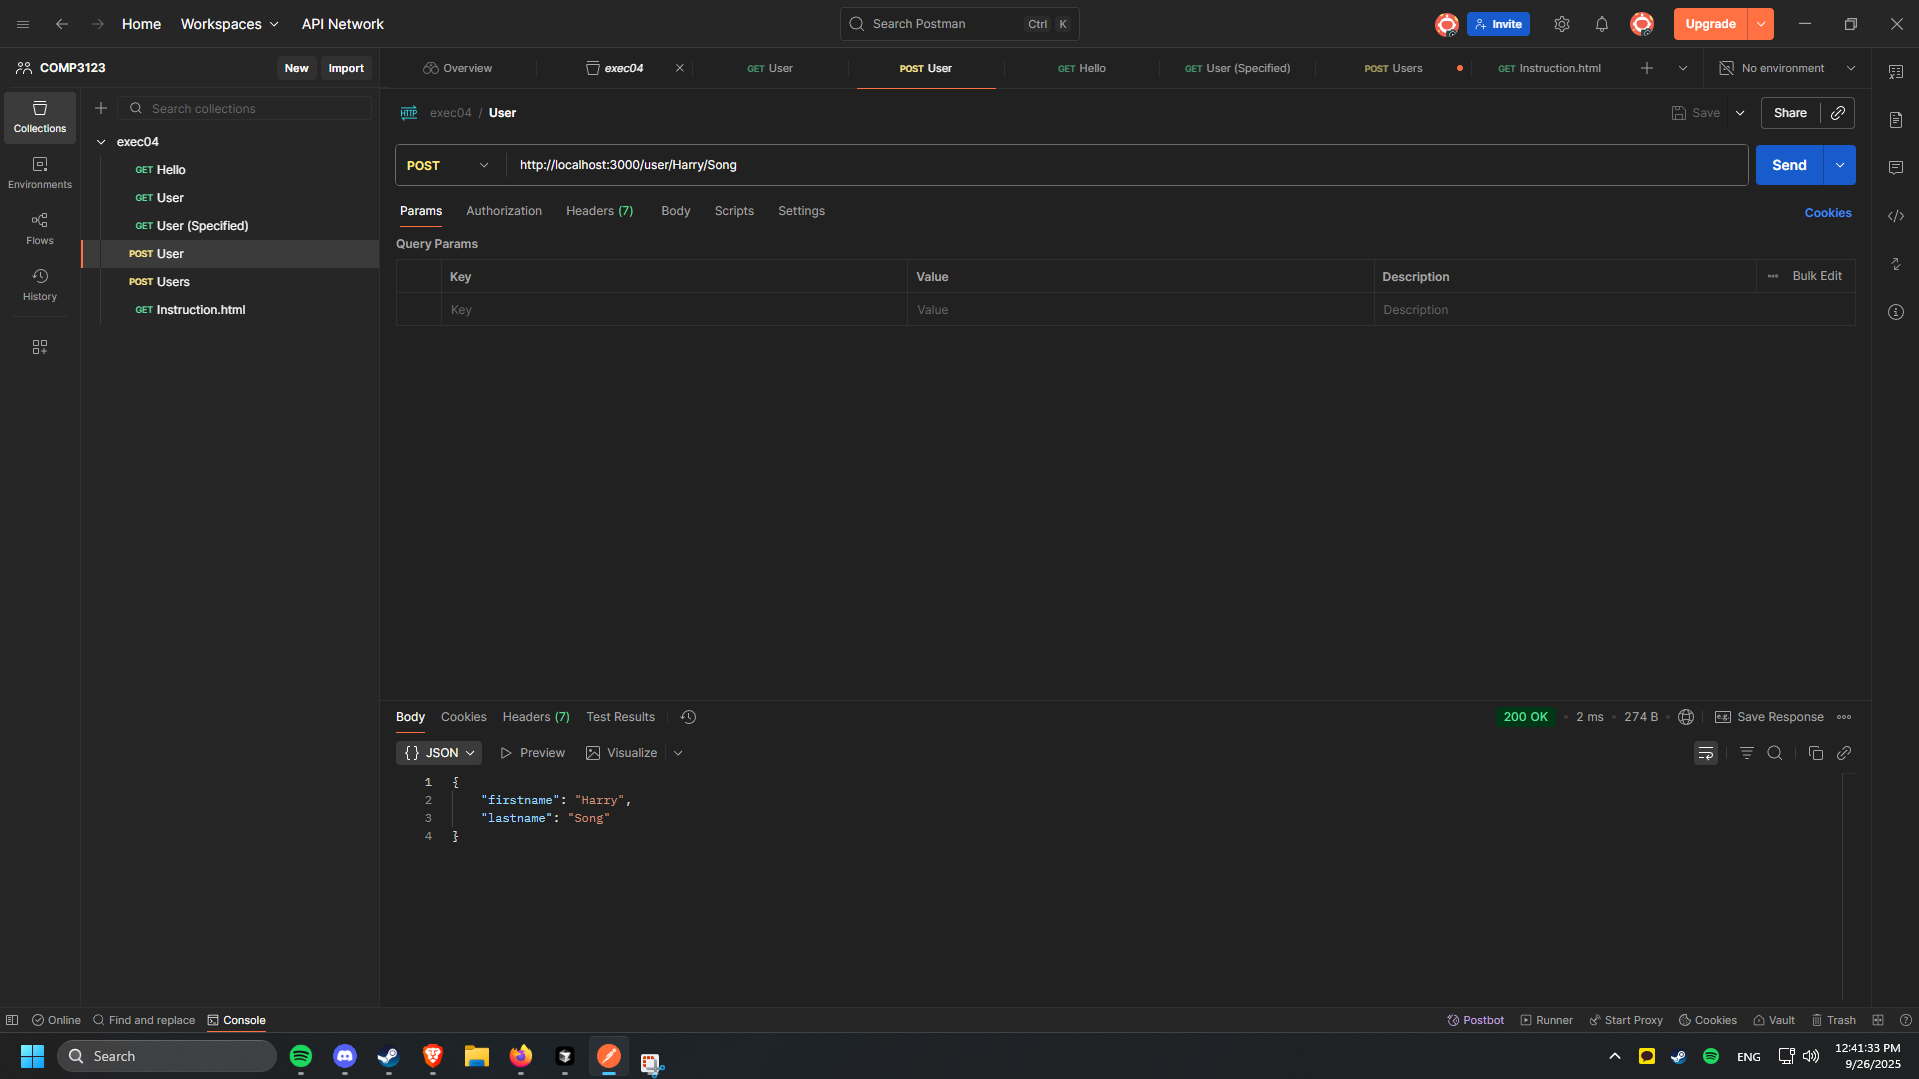 Home Workspaces API Network Search Postman Ctrl K Invite Upgrade
COMP3123 New Import Overview exec04 GET User POST User GET Hello GET User (Specified) POST Users GET Instruction.html No environment
Search collections
Collections
Environments
Flows
History
exec04
GET Hello
GET User
GET User (Specified)
POST User
POST Users
GET Instruction.html
HTTP exec04 / User Save Share
POST http://localhost:3000/user/Harry/Song Send
Params Authorization Headers (7) Body Scripts Settings Cookies
Query Params
Key Value Description Bulk Edit
Key Value Description
Body Cookies Headers (7) Test Results 200 OK • 2 ms • 274 B • e.g. Save Response
{} JSON Preview Visualize
1 {
2 "firstname": "Harry",
3 "lastname": "Song"
4 }
Online Find and replace Console Postbot Runner Start Proxy Cookies Vault Trash
Search ENG 12:41:33 PM
9/26/2025